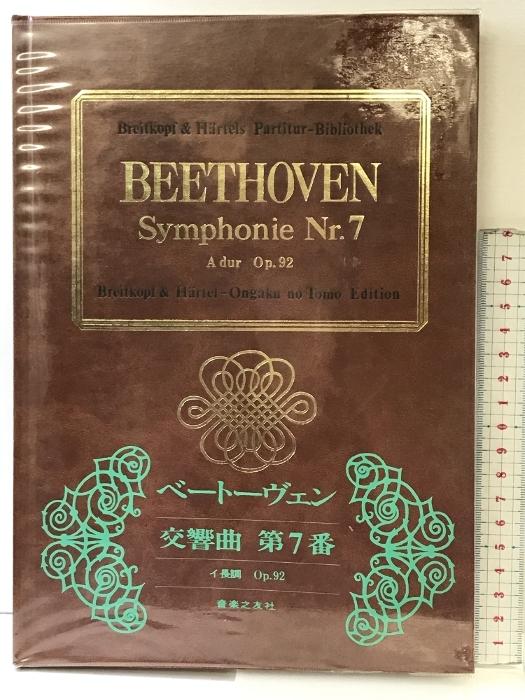 Breitkopf & Härtels Partitur-Bibliothek
BEETHOVEN
Symphonie Nr.7
A dur Op.92
Breitkopf & Härtel-Ongaku no Tomo Edition
ベートーヴェン
交響曲 第7番
イ長調 Op.92
音楽之友社